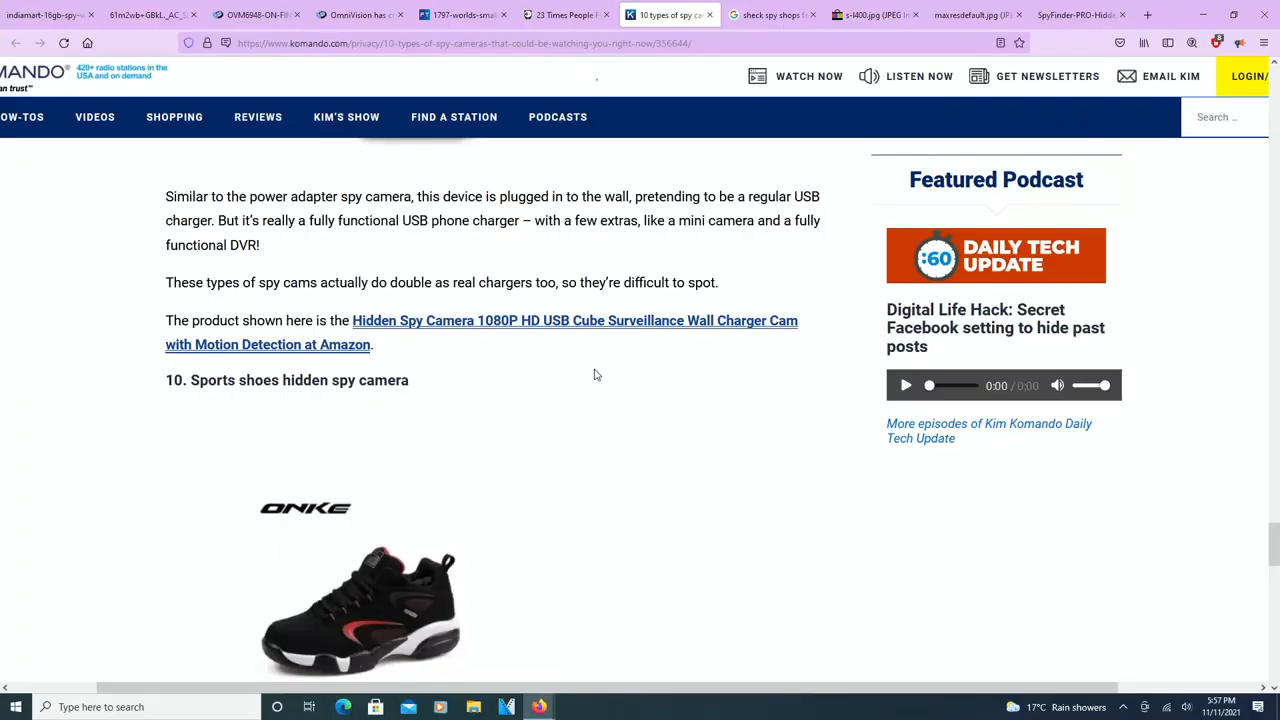 indiamart-16gb-spy-
61m2wb+GBkL._AC_S
OVM6948-ON-FIN
OmniVision has cr
1797-worlds-small
23 Times People F
10 types of spy ca
sheck spy shops f
s-l400.jpg (JPEG Im
maxresdefault.jpg (JP
SpyFinder-PRO-Hidde
https://www.komando.com/privacy/10-types-of-spy-cameras-that-could-be-watching-you-right-now/356644/
8
MANDO® 420+ radio stations in the
USA and on demand
an trust™
WATCH NOW
LISTEN NOW
GET NEWSLETTERS
EMAIL KIM
LOGIN/
OW-TOS
VIDEOS
SHOPPING
REVIEWS
KIM'S SHOW
FIND A STATION
PODCASTS
Search ...
Similar to the power adapter spy camera, this device is plugged in to the wall, pretending to be a regular USB
charger. But it's really a fully functional USB phone charger – with a few extras, like a mini camera and a fully
functional DVR!
These types of spy cams actually do double as real chargers too, so they're difficult to spot.
The product shown here is the Hidden Spy Camera 1080P HD USB Cube Surveillance Wall Charger Cam
with Motion Detection at Amazon.
10. Sports shoes hidden spy camera
ONKE
Featured Podcast
:60 DAILY TECH
UPDATE
Digital Life Hack: Secret
Facebook setting to hide past
posts
0:00 / 0:00
More episodes of Kim Komando Daily
Tech Update
Type here to search
17°C Rain showers
5:57 PM
11/11/2021